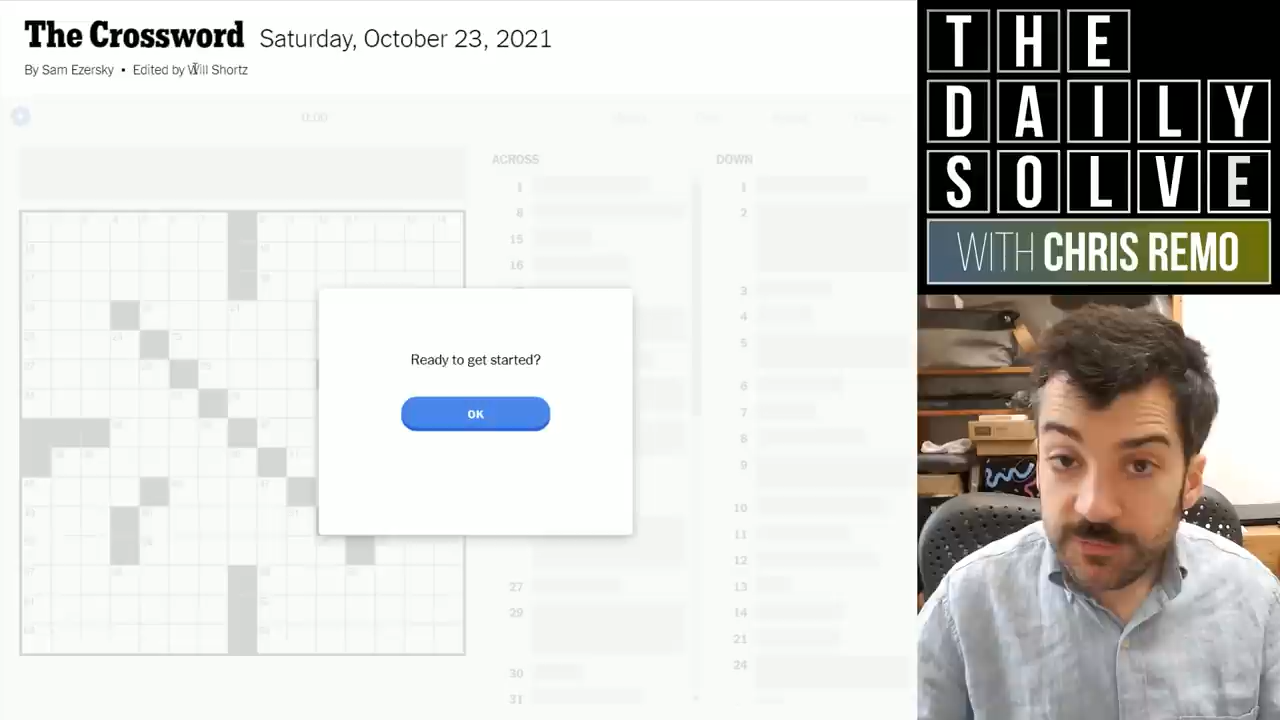 The Crossword Saturday, October 23, 2021
By Sam Ezersky • Edited by Will Shortz
0:00
ACROSS
1
8
15
16
27
29
30
31
DOWN
1
2
3
4
5
6
7
8
9
10
11
12
13
14
21
24
Ready to get started?
OK
THE
DAILY
SOLVE
WITH CHRIS REMO